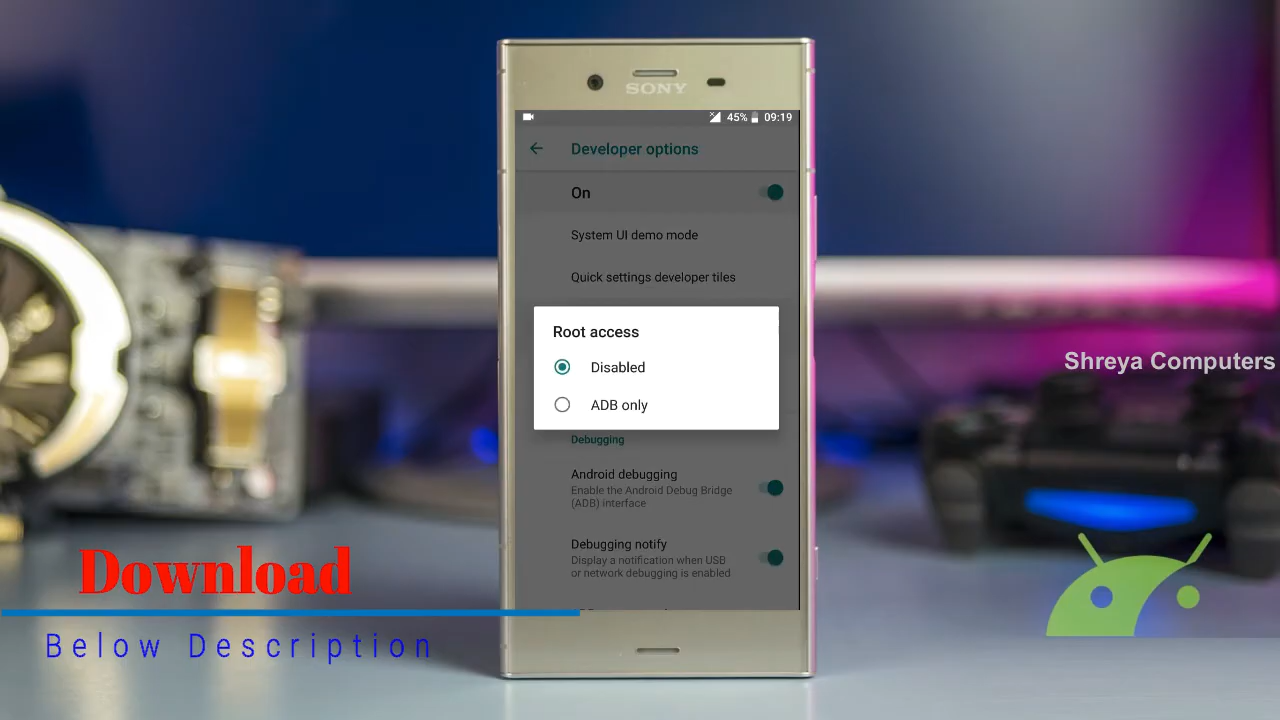 SONY
45% 09:19
Developer options
On
System UI demo mode
Quick settings developer tiles
Root access
Disabled
ADB only
Debugging
Android debugging
Enable the Android Debug Bridge
(ADB) interface
Debugging notify
Display a notification when USB
or network debugging is enabled
Shreya Computers
Download
Below Description